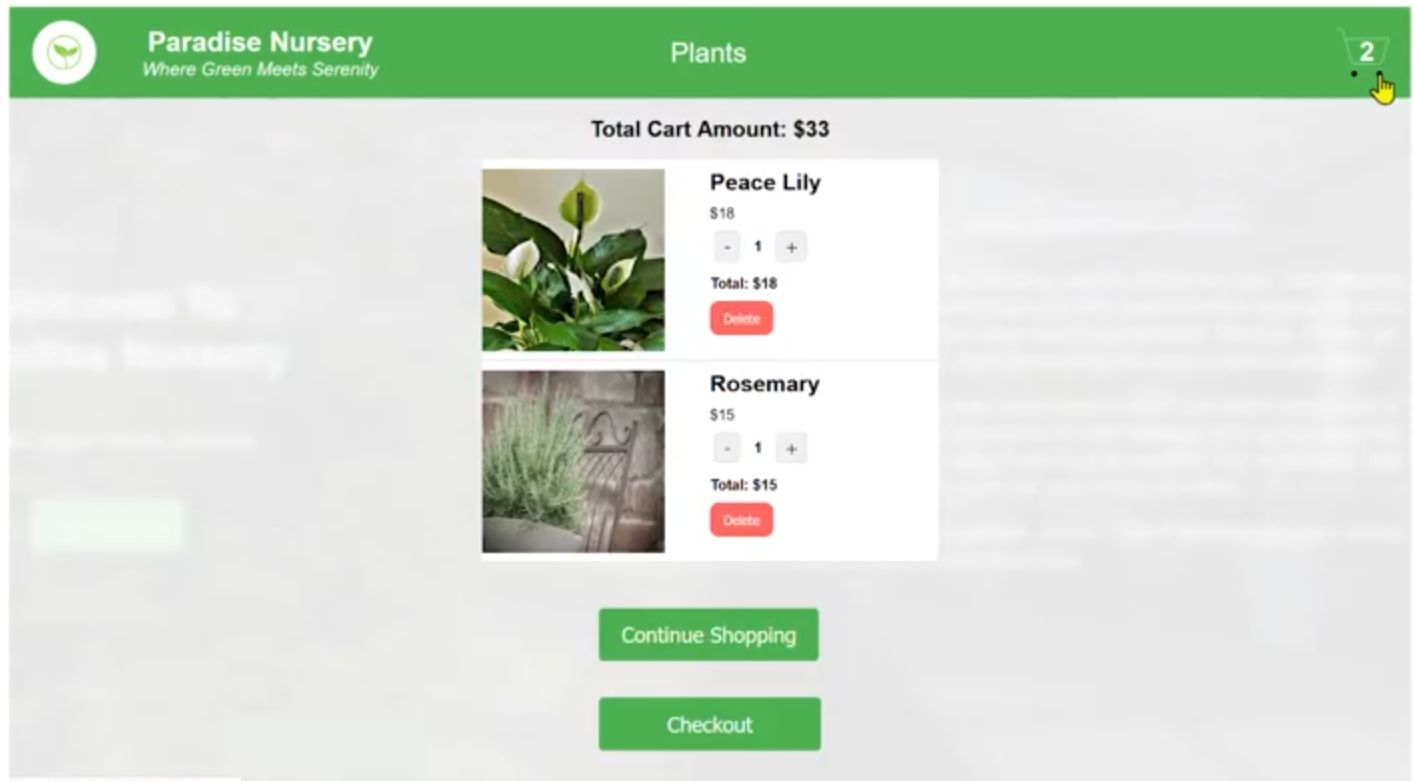 Paradise Nursery
Where Green Meets Serenity
Plants
2
Total Cart Amount: $33
Peace Lily
$18
- 1 +
Total: $18
Delete
Rosemary
$15
- 1 +
Total: $15
Delete
Continue Shopping
Checkout